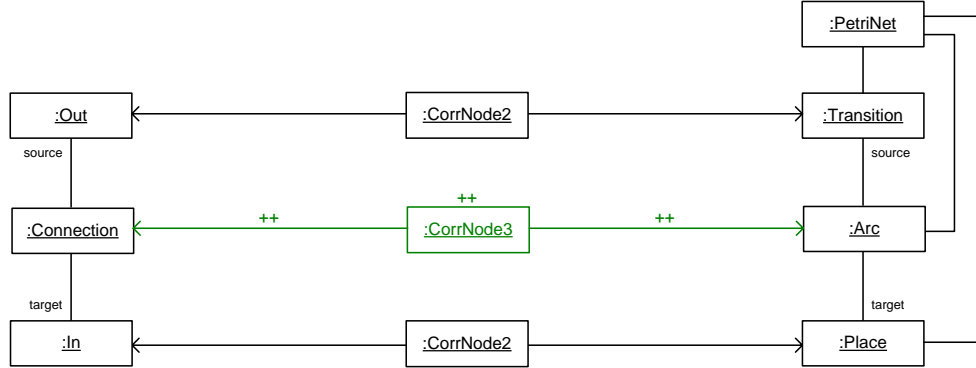 :PetriNet
:Out
:CorrNode2
:Transition
source
source
++
++
++
:Connection
:CorrNode3
:Arc
target
target
:In
:CorrNode2
:Place